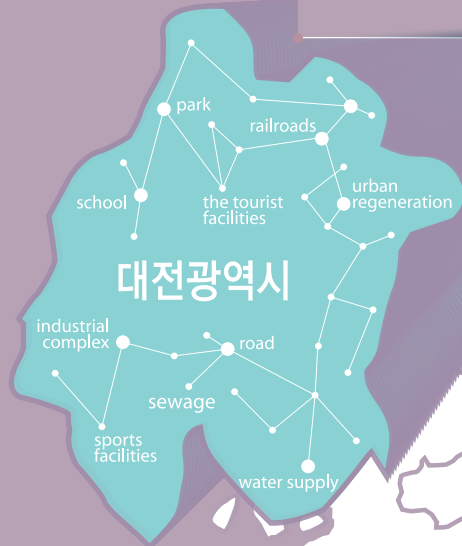 park
railroads
school
the tourist
facilities
urban
regeneration
대전광역시
industrial
complex
road
sewage
sports
facilities
water supply